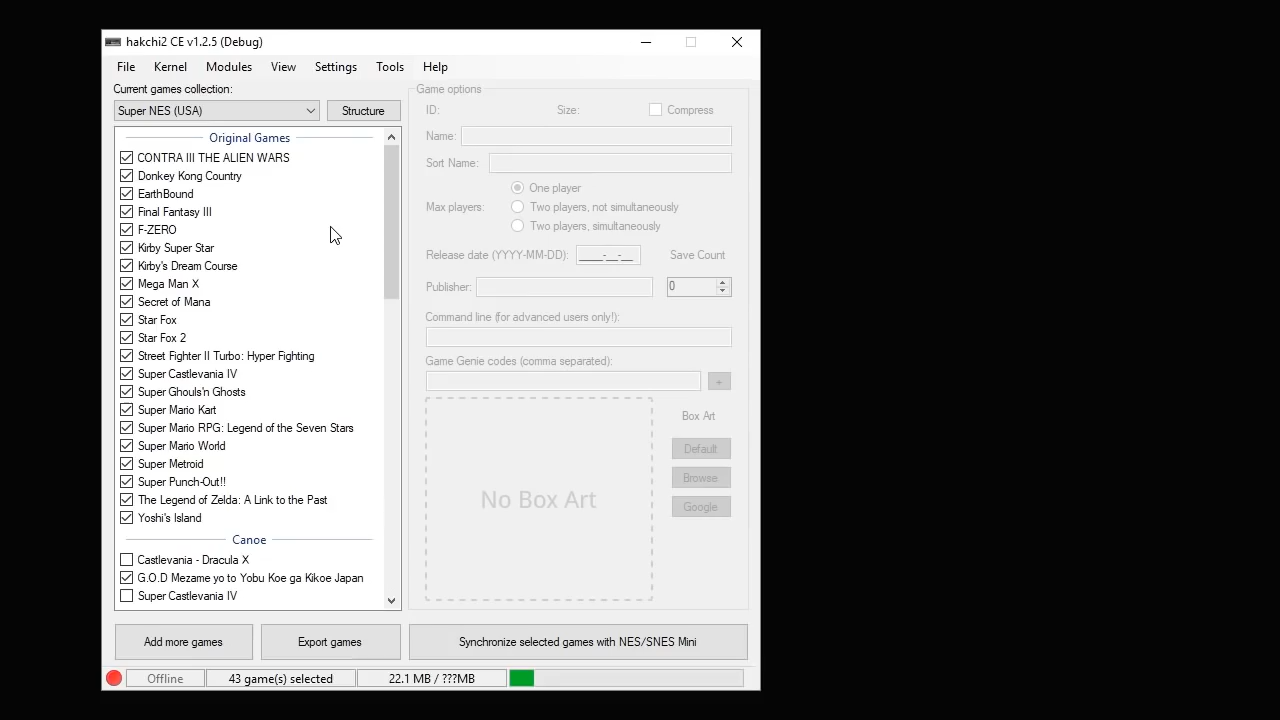 hakchi2 CE v1.2.5 (Debug)
File Kernel Modules View Settings Tools Help
Current games collection:
Super NES (USA)
Structure
Original Games
CONTRA III THE ALIEN WARS
Donkey Kong Country
EarthBound
Final Fantasy III
F-ZERO
Kirby Super Star
Kirby's Dream Course
Mega Man X
Secret of Mana
Star Fox
Star Fox 2
Street Fighter II Turbo: Hyper Fighting
Super Castlevania IV
Super Ghouls'n Ghosts
Super Mario Kart
Super Mario RPG: Legend of the Seven Stars
Super Mario World
Super Metroid
Super Punch-Out!!
The Legend of Zelda: A Link to the Past
Yoshi's Island
Canoe
Castlevania - Dracula X
G.O.D Mezame yo to Yobu Koe ga Kikoe Japan
Super Castlevania IV
Add more games
Export games
Game options
ID: Size: Compress
Name:
Sort Name:
Max players:
One player
Two players, not simultaneously
Two players, simultaneously
Release date (YYYY-MM-DD): ____-__-__ Save Count
Publisher: 0
Command line (for advanced users only!):
Game Genie codes (comma separated):
+
No Box Art
Box Art
Default
Browse
Google
Synchronize selected games with NES/SNES Mini
Offline 43 game(s) selected 22.1 MB / ???MB